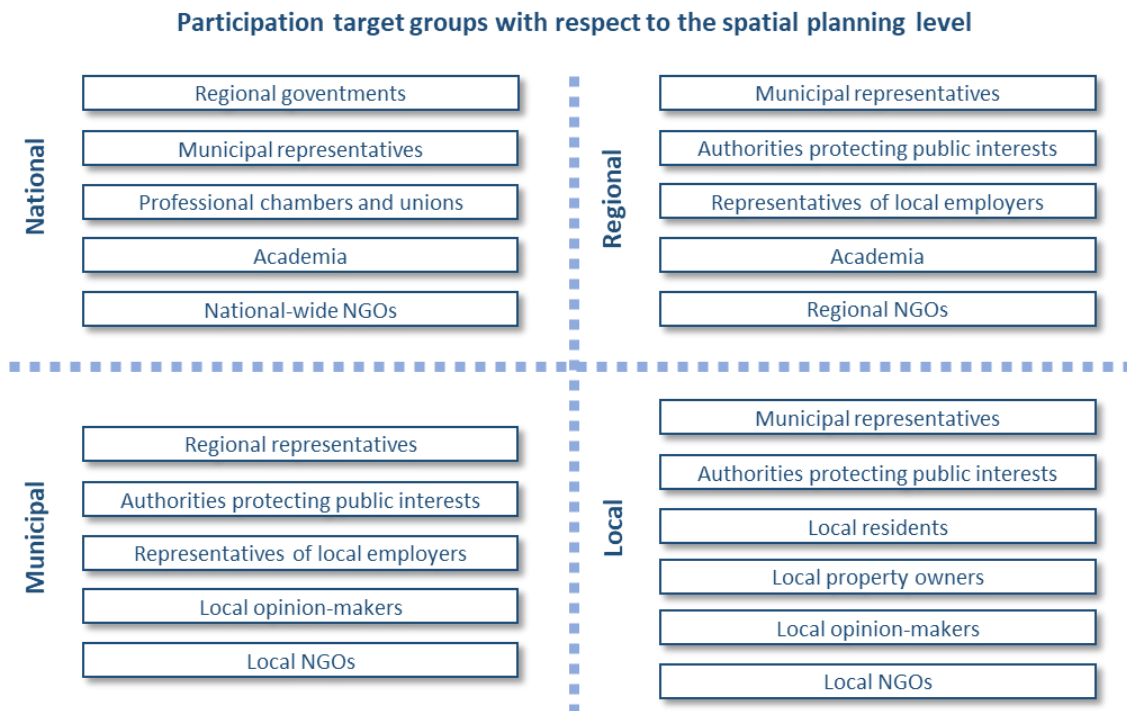 Participation target groups with respect to the spatial planning level
National
Regional goventments
Municipal representatives
Professional chambers and unions
Academia
National-wide NGOs
Regional
Municipal representatives
Authorities protecting public interests
Representatives of local employers
Academia
Regional NGOs
Municipal
Regional representatives
Authorities protecting public interests
Representatives of local employers
Local opinion-makers
Local NGOs
Local
Municipal representatives
Authorities protecting public interests
Local residents
Local property owners
Local opinion-makers
Local NGOs